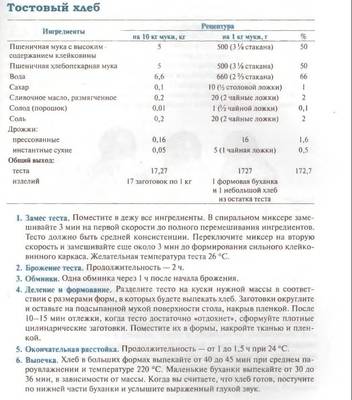 Тостовый хлеб
Ингредиенты Рецептура
на 10 кг муки, кг на 1 кг муки, г %
Пшеничная мука с высоким 5 500 (3 ⅛ стакана) 50
содержанием клейковины
Пшеничная хлебопекарная мука 5 500 (3 ⅛ стакана) 50
Вода 6,6 660 (2 ¾ стакана) 66
Сахар 0,1 10 (½ столовой ложки) 1
Сливочное масло, размягченное 0,2 20 (2 чайные ложки) 2
Солод (порошок) 0,01 1 (½ чайной ложки) 0,1
Соль 0,2 20 (2 чайные ложки) 2
Дрожжи:
прессованные 0,16 16 1,6
инстантные сухие 0,05 5 (1 чайная ложка) 0,5
Общий выход:
теста 17,27 1727 172,7
изделий 17 заготовок по 1 кг 1 формовая буханка
и 1 небольшой хлеб
из остатка теста
1. Замес теста. Поместите в дежу все ингредиенты. В спиральном миксере заме-
шивайте 3 мин на первой скорости до полного перемешивания ингредиентов.
Тесто должно быть средней консистенции. Переключите миксер на вторую
скорость и замешивайте еще около 3 мин до формирования сильного клейко-
винного каркаса. Желательная температура теста 26 °С.
2. Брожение теста. Продолжительность — 2 ч.
3. Обминки. Одна обминка через 1 ч после начала брожения.
4. Деление и формование. Разделите тесто на куски нужной массы в соответ-
ствии с размерами форм, в которых будете выпекать хлеб. Заготовки округлите
и оставьте на подсыпанной мукой поверхности стола, накрыв пленкой. После
10–15 мин отлежки, когда тесто достаточно «отдохнет», сформуйте плотные
цилиндрические заготовки. Поместите их в формы, накройте тканью и плен-
кой.
5. Окончательная расстойка. Продолжительность — от 1 до 1,5 ч при 24 °С.
6. Выпечка. Хлеб в больших формах выпекайте от 40 до 45 мин при среднем па-
роувлажнении и температуре 220 °С. Маленькие буханки выпекайте от 30 до
36 мин, в зависимости от массы. Когда вы считаете, что хлеб готов, постучите
по нижней части буханки и услышите выраженный глухой звук.